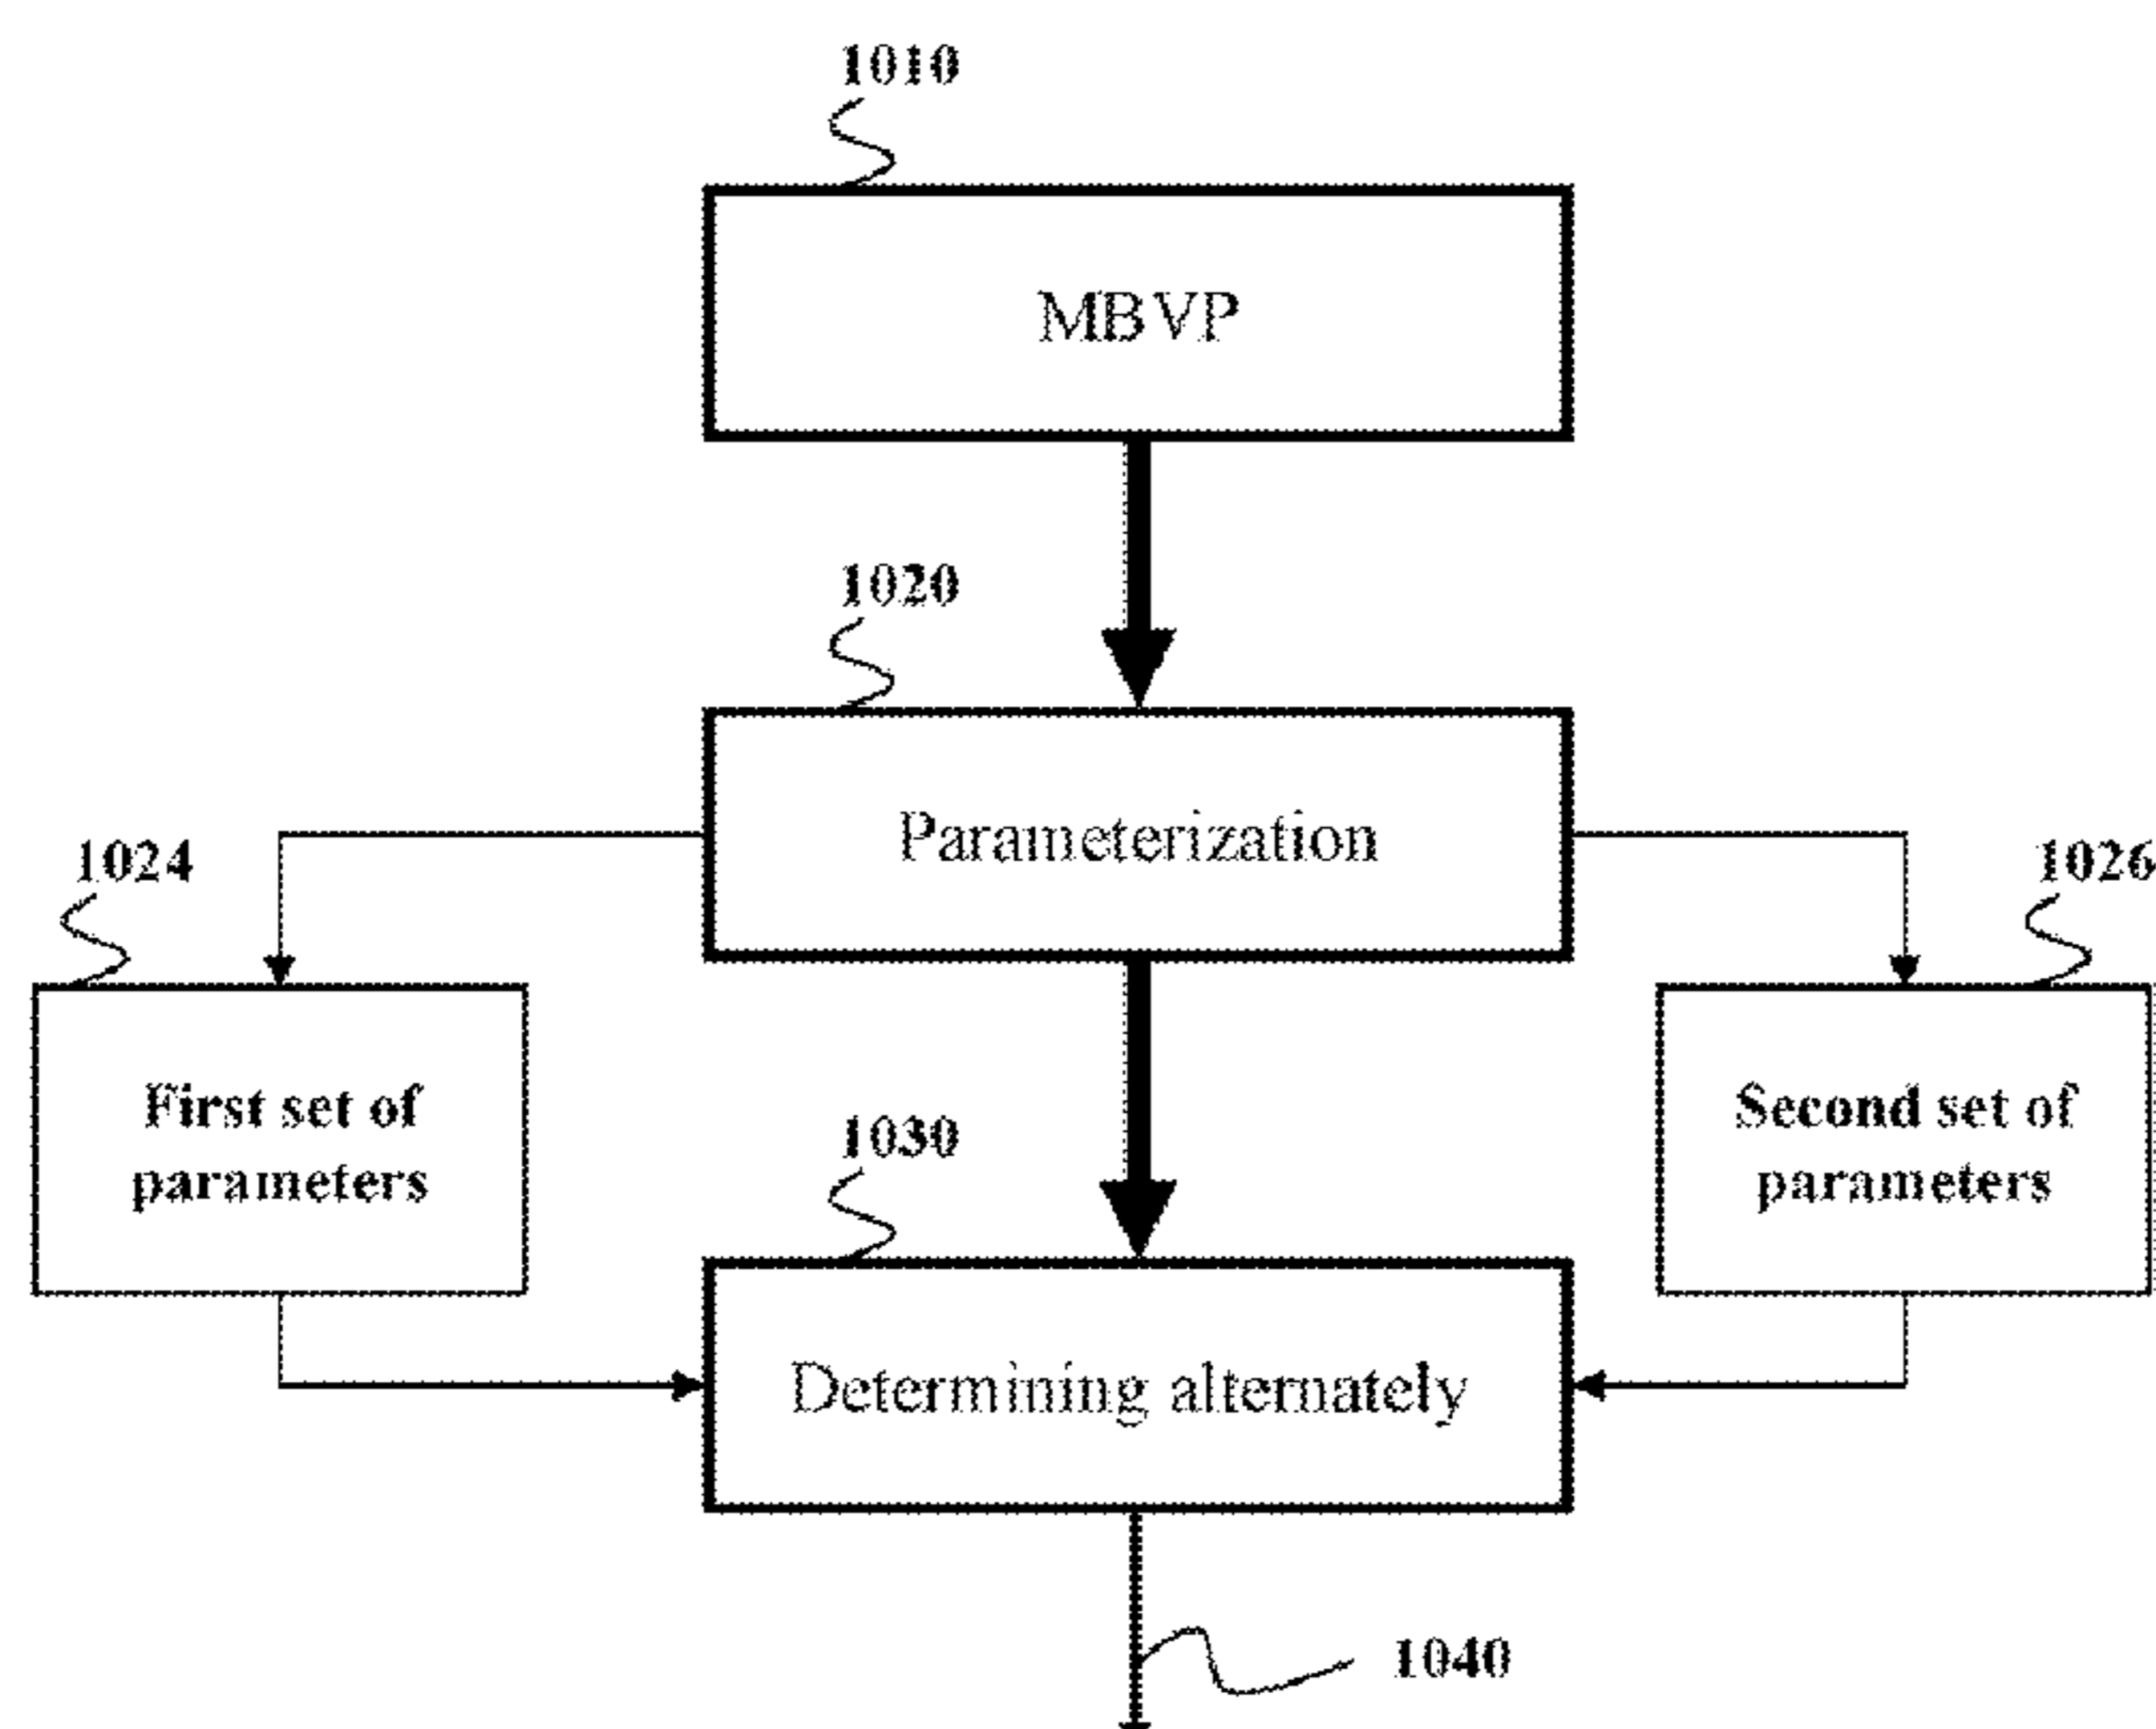 1010
MBVP
1020
Parameterization
1024
1026
First set of
parameters
Second set of
parameters
1030
Determining alternately
1040